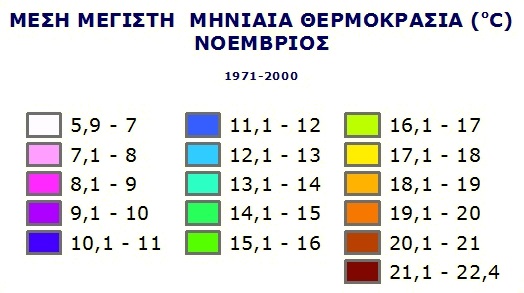 ΜΕΣΗ ΜΕΓΙΣΤΗ ΜΗΝΙΑΙΑ ΘΕΡΜΟΚΡΑΣΙΑ (°C)
ΝΟΕΜΒΡΙΟΣ
1971-2000
5,9 - 7
7,1 - 8
8,1 - 9
9,1 - 10
10,1 - 11
11,1 - 12
12,1 - 13
13,1 - 14
14,1 - 15
15,1 - 16
16,1 - 17
17,1 - 18
18,1 - 19
19,1 - 20
20,1 - 21
21,1 - 22,4